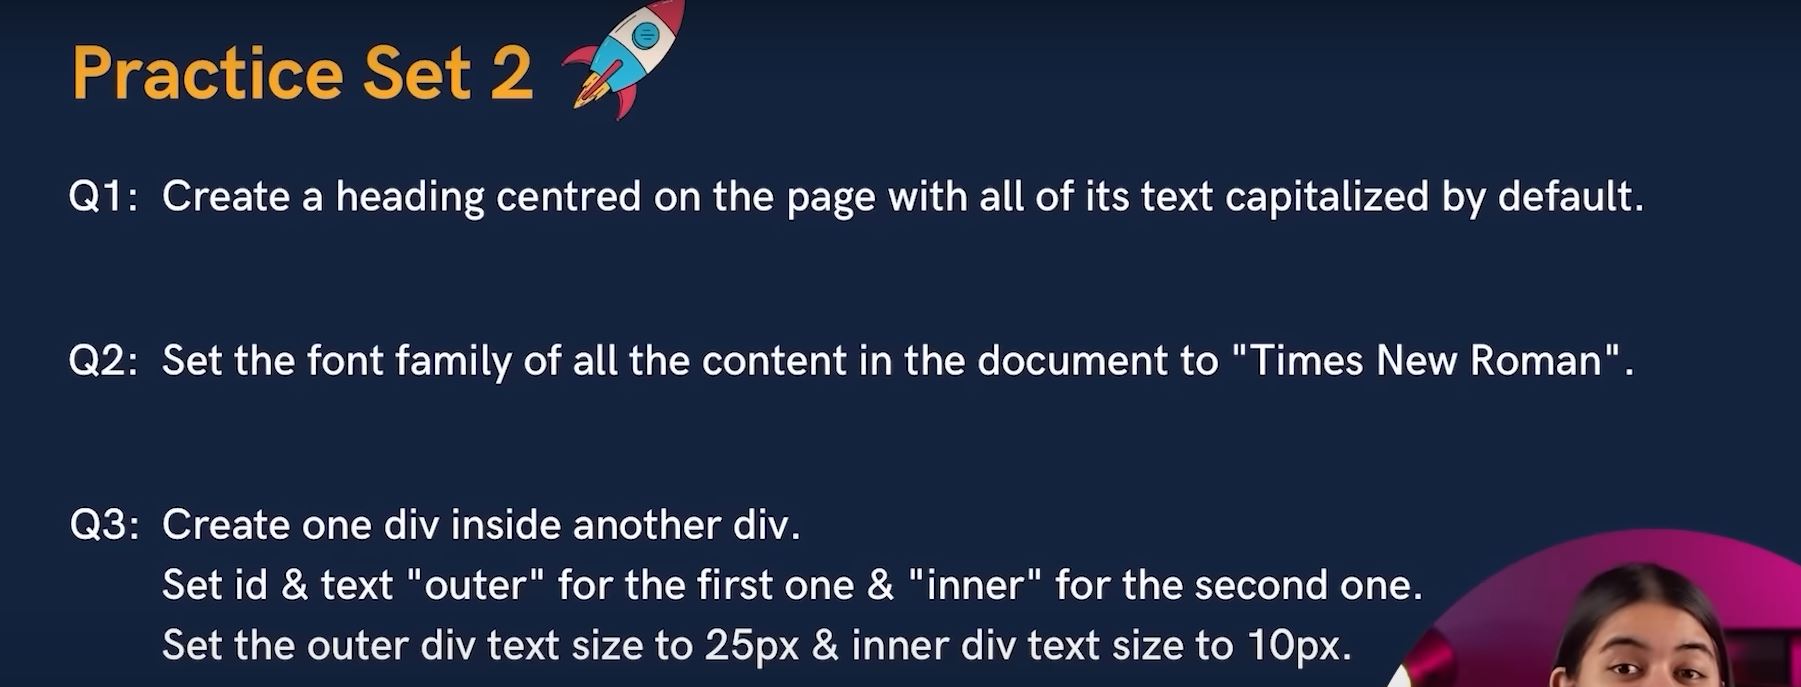 Practice Set 2
Q1: Create a heading centred on the page with all of its text capitalized by default.
Q2: Set the font family of all the content in the document to "Times New Roman".
Q3: Create one div inside another div.
Set id & text "outer" for the first one & "inner" for the second one.
Set the outer div text size to 25px & inner div text size to 10px.